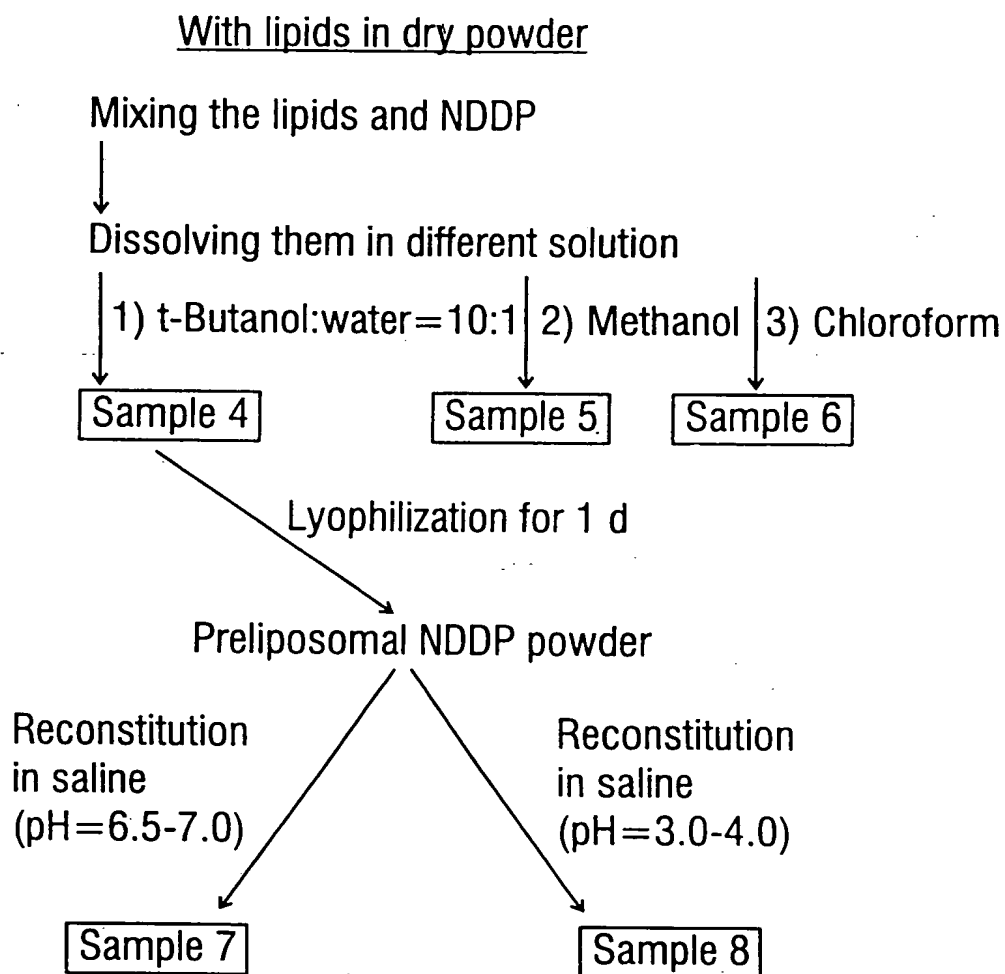 With lipids in dry powder
Mixing the lipids and NDDP
Dissolving them in different solution
1) t-Butanol:water=10:1 2) Methanol 3) Chloroform
Sample 4 Sample 5 Sample 6
Lyophilization for 1 d
Preliposomal NDDP powder
Reconstitution
in saline
(pH=6.5-7.0)
Reconstitution
in saline
(pH=3.0-4.0)
Sample 7 Sample 8